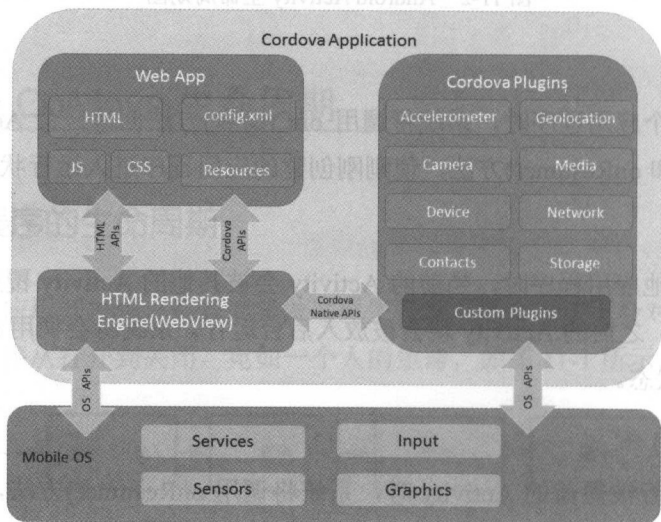 Cordova Application
Web App
HTML
config.xml
JS
CSS
Resources
HTML APIs
Cordova APIs
HTML Rendering
Engine(WebView)
Cordova
Native APIs
Cordova Plugins
Accelerometer
Geolocation
Camera
Media
Device
Network
Contacts
Storage
Custom Plugins
OS APIs
OS APIs
Mobile OS
Services
Input
Sensors
Graphics